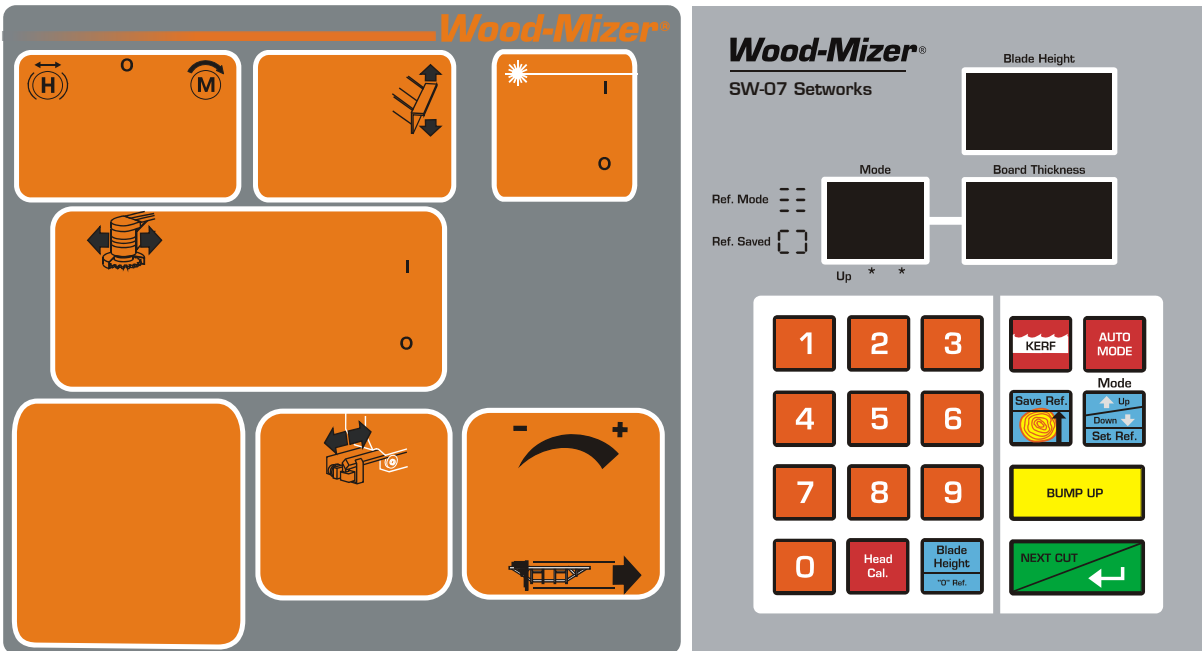 Wood-Mizer®
H O M
I
O
I
O
- +
Wood-Mizer®
SW-07 Setworks
Blade Height
Mode
Board Thickness
Ref. Mode
Ref. Saved
Up * *
1 2 3
KERF
AUTO
MODE
Mode
4 5 6
Save Ref.
Up
Down
Set Ref.
7 8 9
BUMP UP
0
Head
Cal.
Blade
Height
"0" Ref.
NEXT CUT